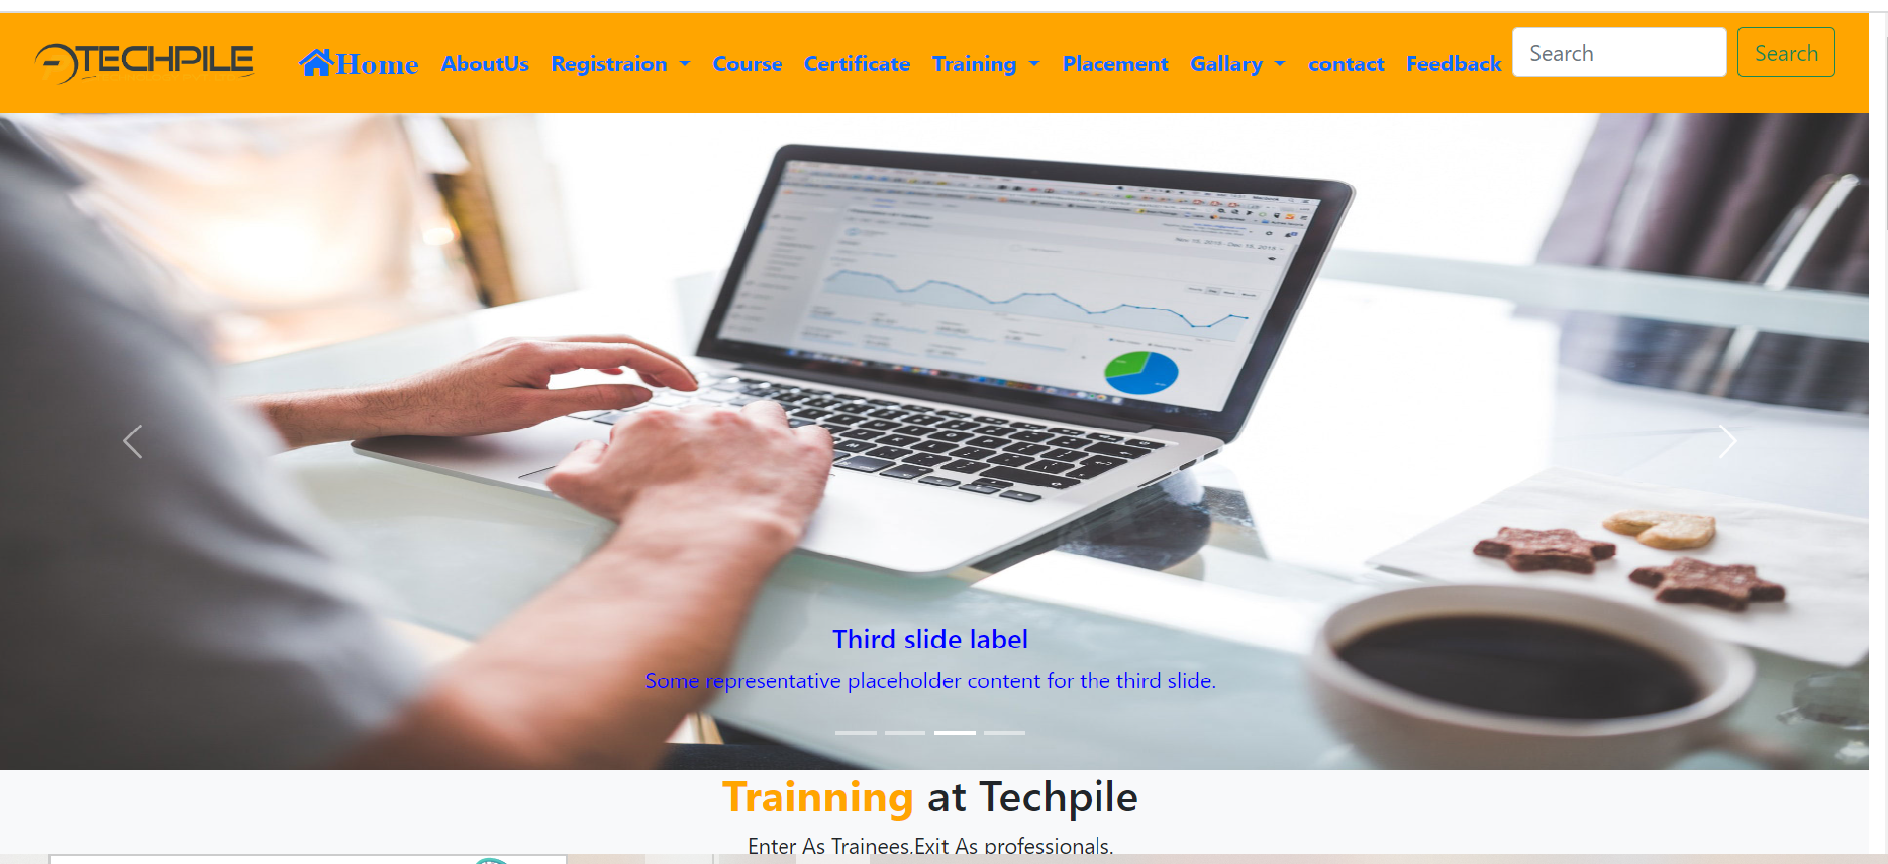 TECHPILE Home AboutUs Registraion Course Certificate Training Placement Gallary contact Feedback Search Search
Third slide label
Some representative placeholder content for the third slide.
Trainning at Techpile
Enter As Trainees.Exit As professionals.